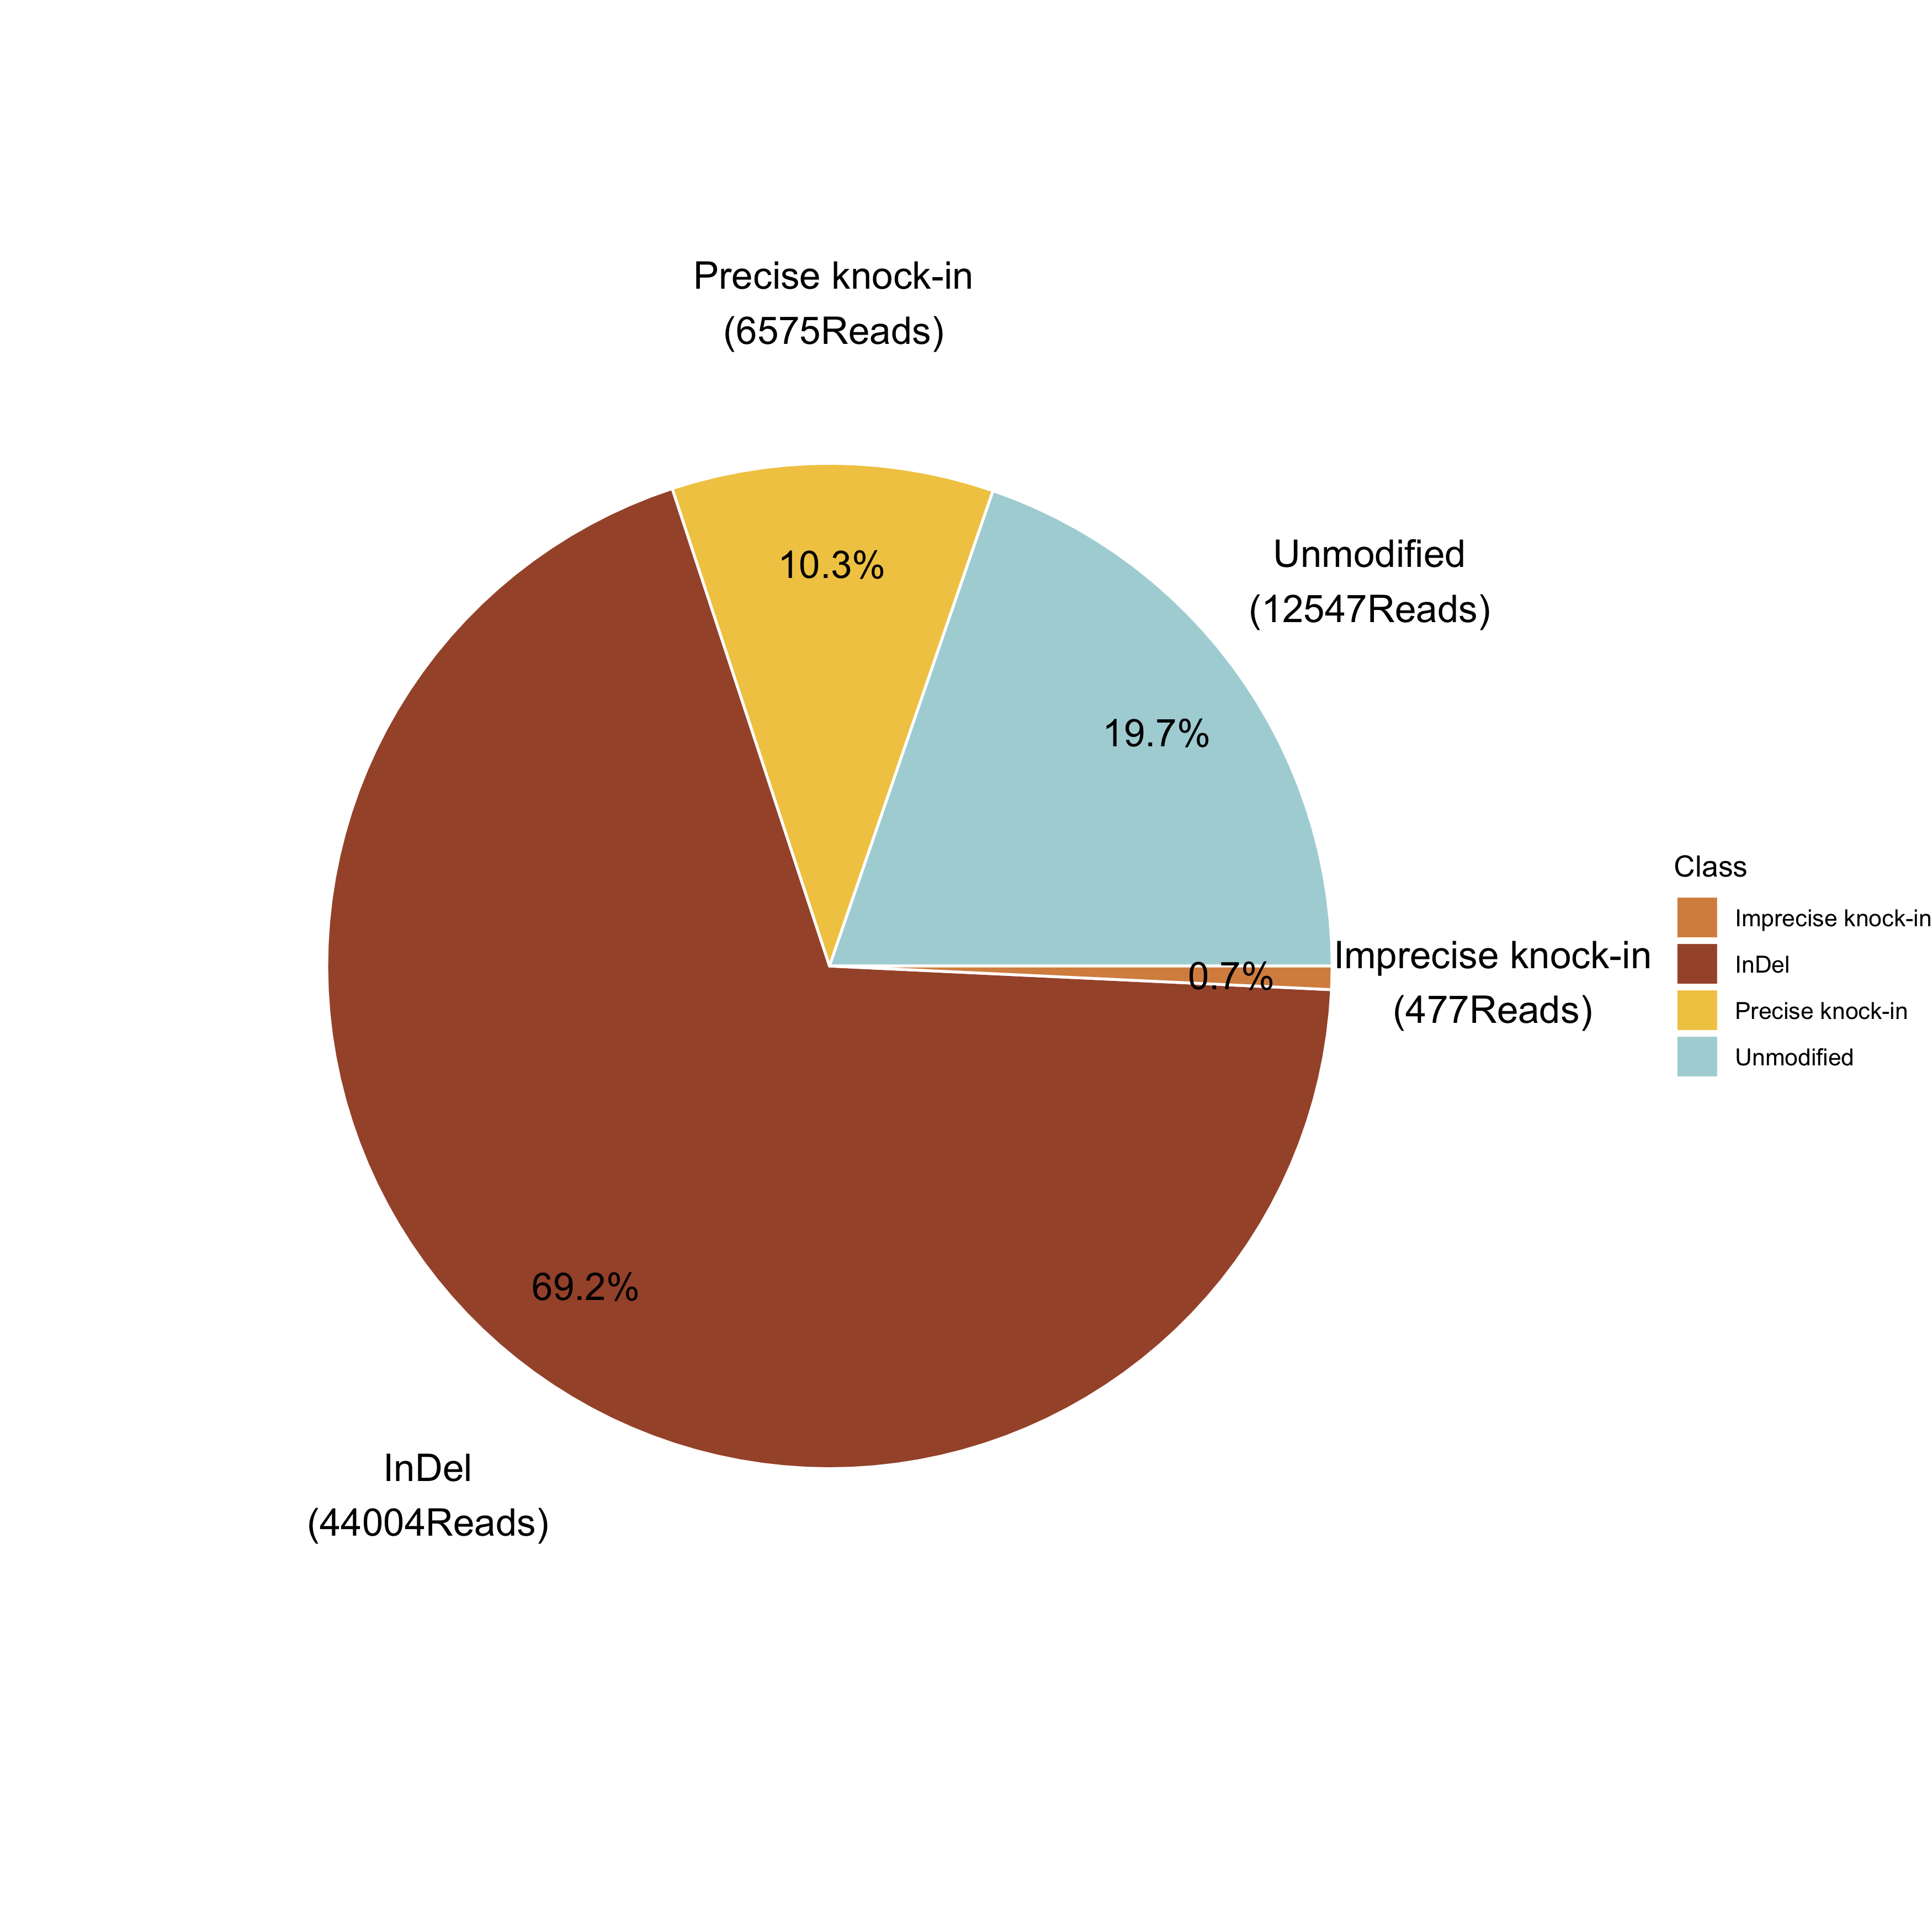 Precise knock-in
(6575Reads)
10.3%
Unmodified
(12547Reads)
19.7%
Imprecise knock-in
(477Reads)
0.7%
69.2%
InDel
(44004Reads)
Class
Imprecise knock-in
InDel
Precise knock-in
Unmodified